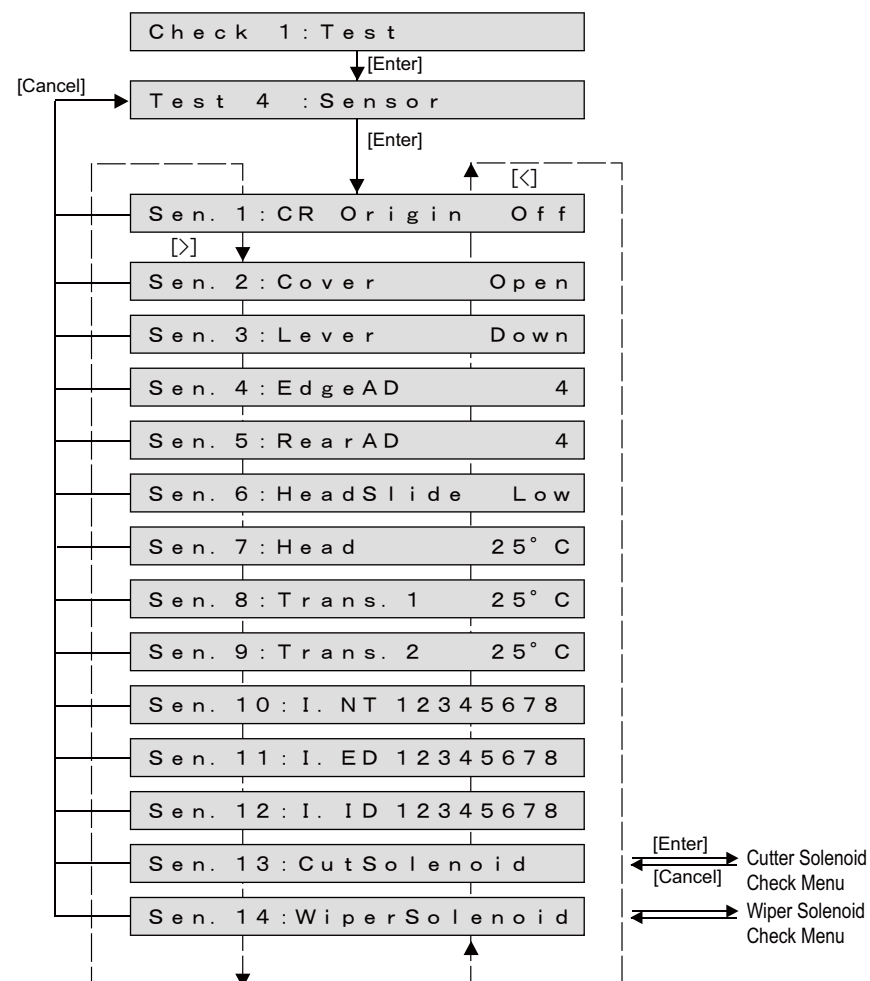 Check 1:Test
[Enter]
[Cancel]
Test 4 :Sensor
[Enter]
[<]
Sen. 1:CR Origin Off
[>]
Sen. 2:Cover Open
Sen. 3:Lever Down
Sen. 4:EdgeAD 4
Sen. 5:RearAD 4
Sen. 6:HeadSlide Low
Sen. 7:Head 25°C
Sen. 8:Trans. 1 25°C
Sen. 9:Trans. 2 25°C
Sen. 10:I. NT 12345678
Sen. 11:I. ED 12345678
Sen. 12:I. ID 12345678
Sen. 13:CutSolenoid
[Enter]
[Cancel]
Cutter Solenoid
Check Menu
Sen. 14:WiperSolenoid
Wiper Solenoid
Check Menu